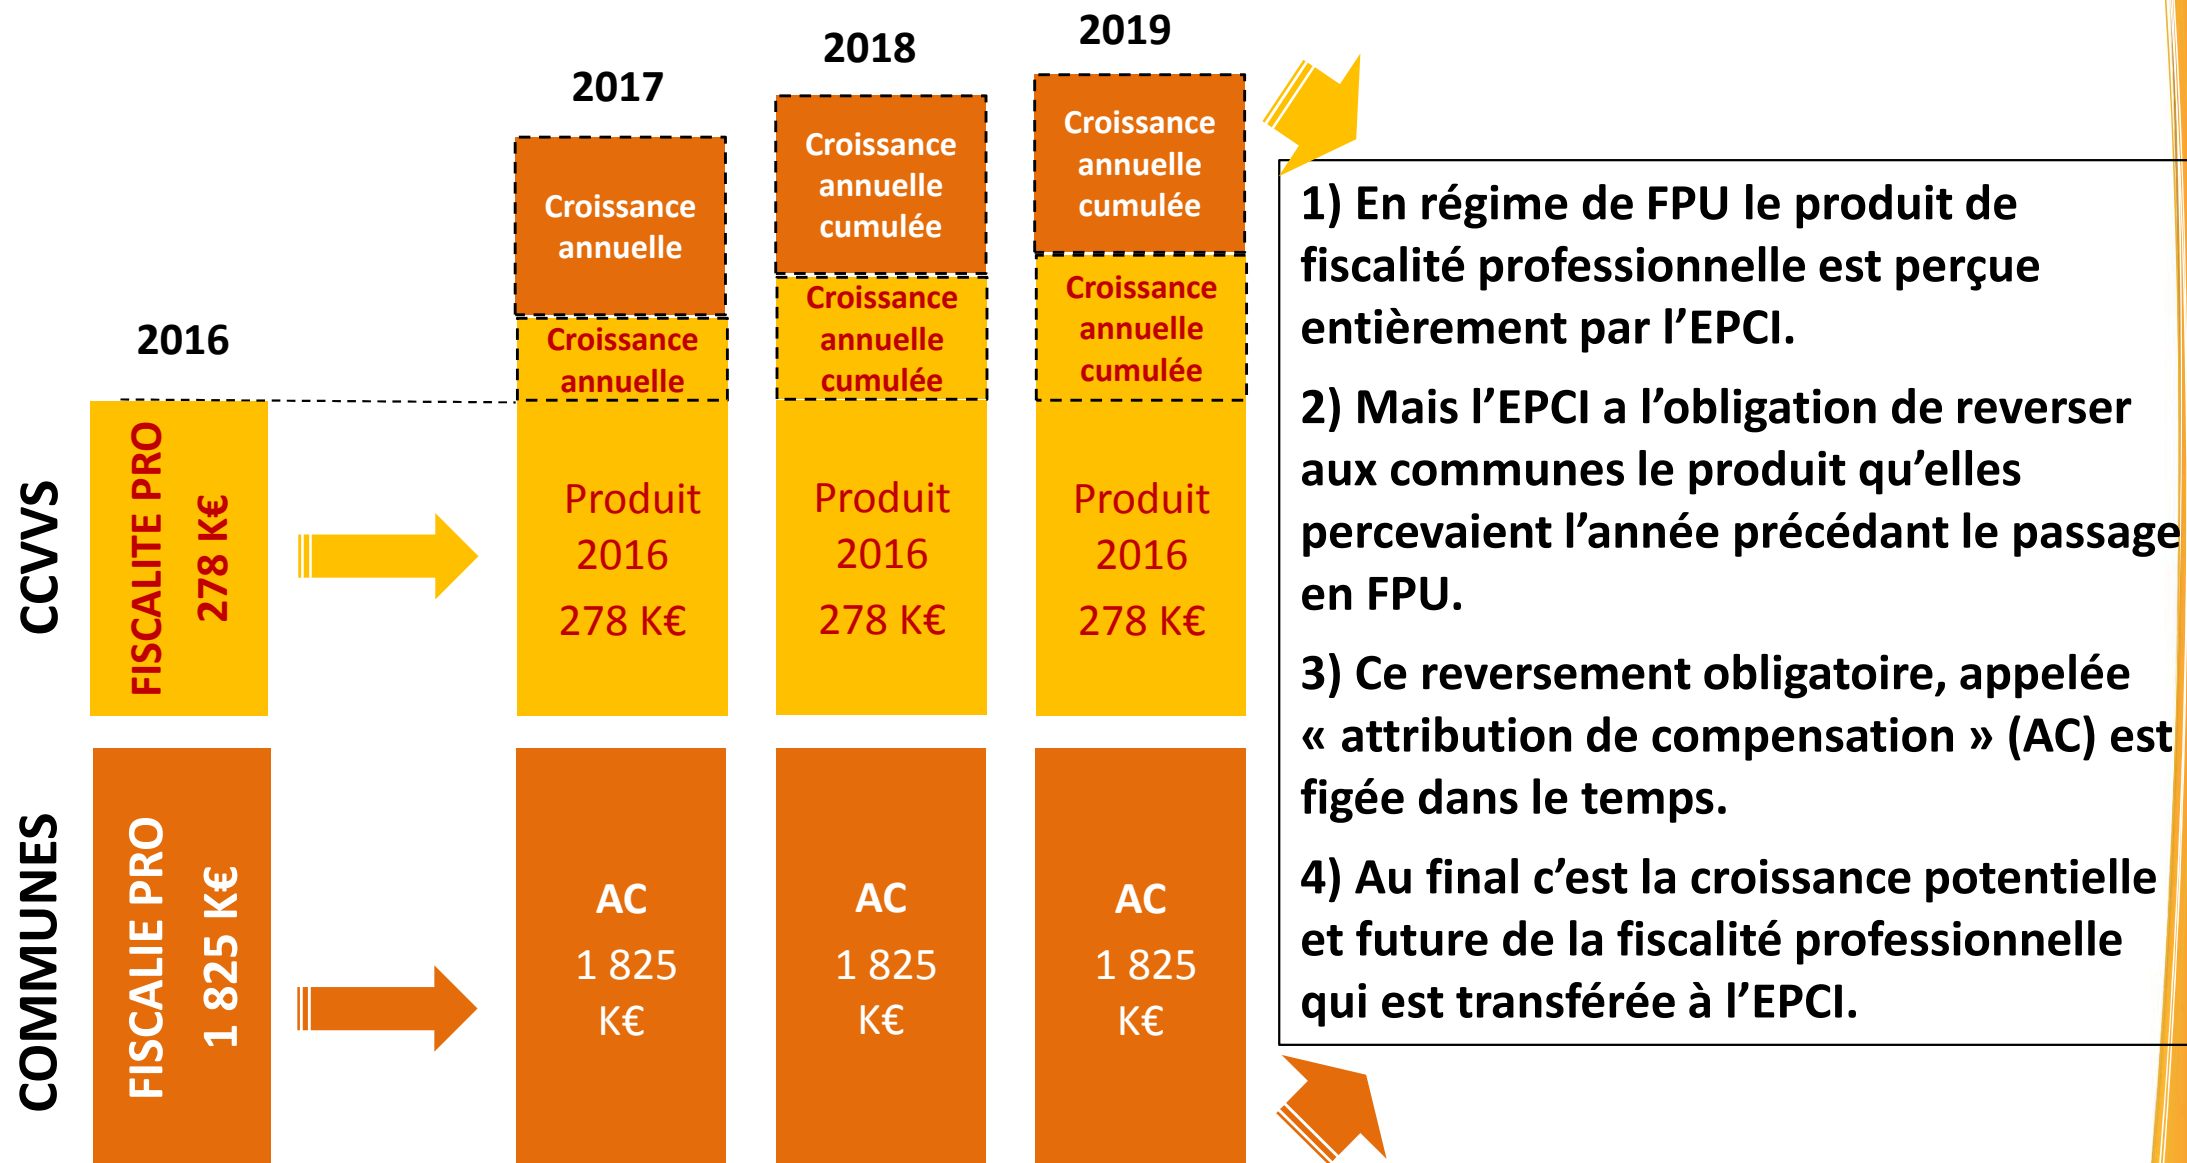 2016
2017
2018
2019
CCVVS
FISCALITE PRO
278 K€
Croissance
annuelle
Croissance
annuelle
Produit
2016
278 K€
Croissance
annuelle
cumulée
Croissance
annuelle
cumulée
Produit
2016
278 K€
Croissance
annuelle
cumulée
Croissance
annuelle
cumulée
Produit
2016
278 K€
COMMUNES
FISCALIE PRO
1 825 K€
AC
1 825
K€
AC
1 825
K€
AC
1 825
K€
1) En régime de FPU le produit de
fiscalité professionnelle est perçue
entièrement par l’EPCI.
2) Mais l’EPCI a l’obligation de reverser
aux communes le produit qu’elles
percevaient l’année précédant le passage
en FPU.
3) Ce reversement obligatoire, appelée
« attribution de compensation » (AC) est
figée dans le temps.
4) Au final c’est la croissance potentielle
et future de la fiscalité professionnelle
qui est transférée à l’EPCI.